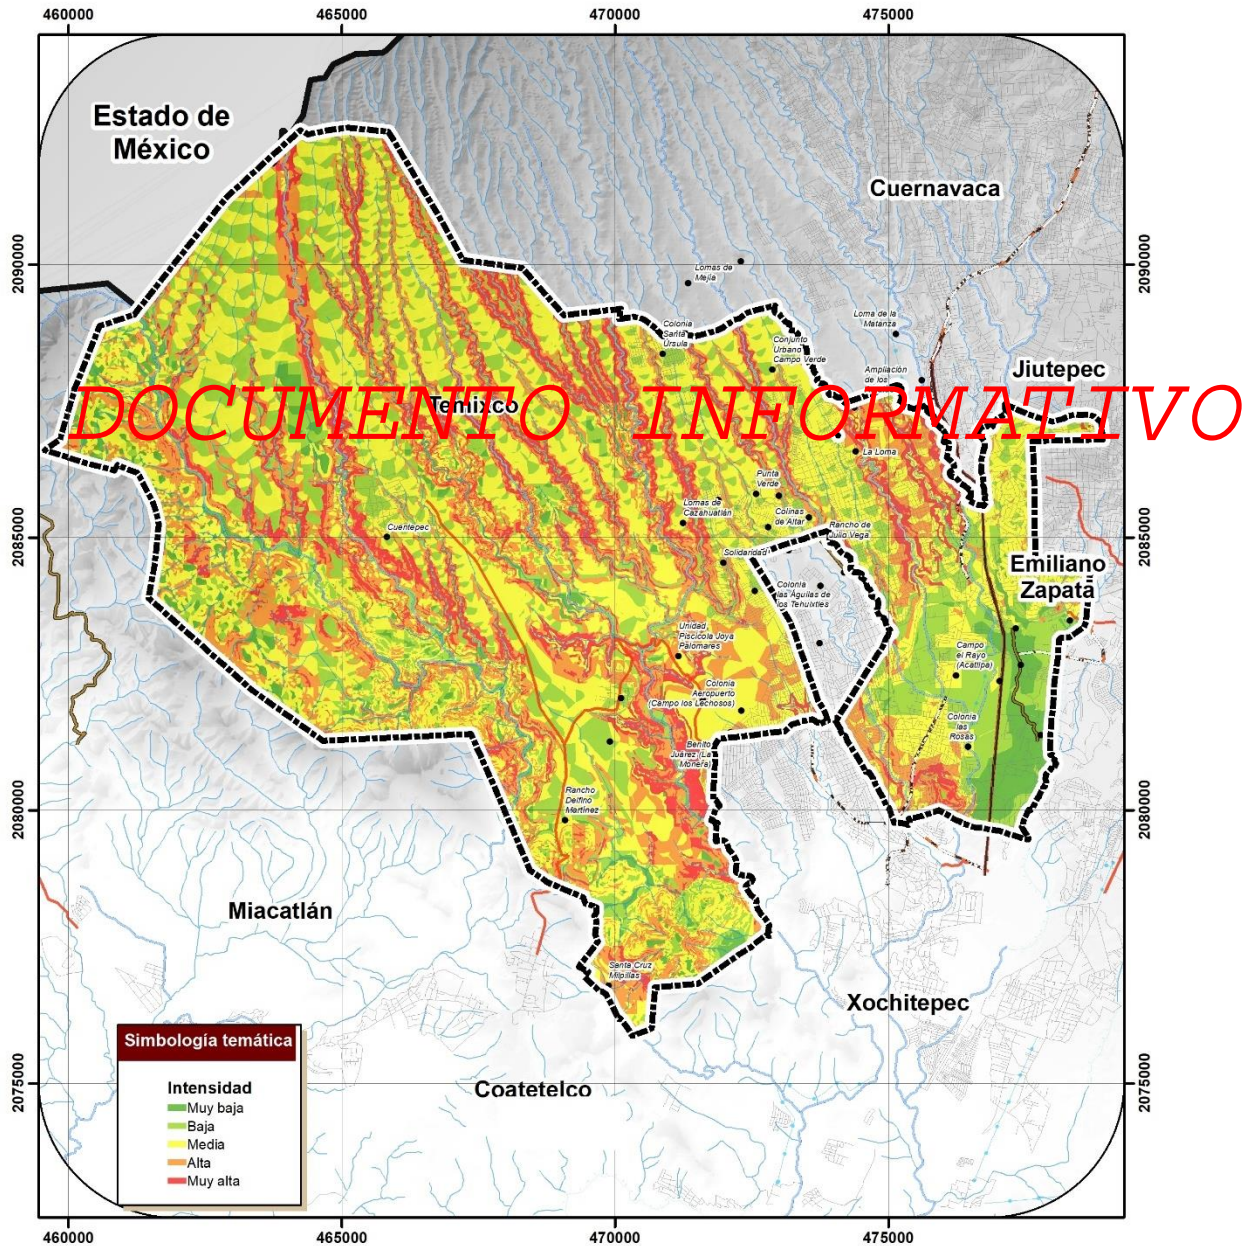 460000
465000
470000
475000
Estado de
México
Cuernavaca
2090000
2090000
Lomas de
Mejía
Loma de la
Matanza
Colonia
Santa
Úrsula
Conjunto
Urbano
Campo Verde
Ampliación
de los
Jiutepec
DOCUMENTO INFORMATIVO
Temixco
La Loma
Punta
Verde
Lomas de
Cazahuatlán
Colinas
de Altar
Rancho de
Julio Vega
Cuentepec
2085000
2085000
Solidaridad
Emiliano
Zapata
Colonia
las Águilas de
los Tehuixtles
Unidad
Piscícola Joya
Palomares
Campo
el Rayo
(Acatlipa)
Colonia
Aeropuerto
(Campo los Lechosos)
Colonia
las
Rosas
Benito
Juárez (La
Monera)
Rancho
Delfino
Martínez
2080000
2080000
Miacatlán
Santa Cruz
Milpillas
Xochitepec
Simbología temática
Intensidad
Muy baja
Baja
Media
Alta
Muy alta
Coatetelco
2075000
2075000
460000
465000
470000
475000